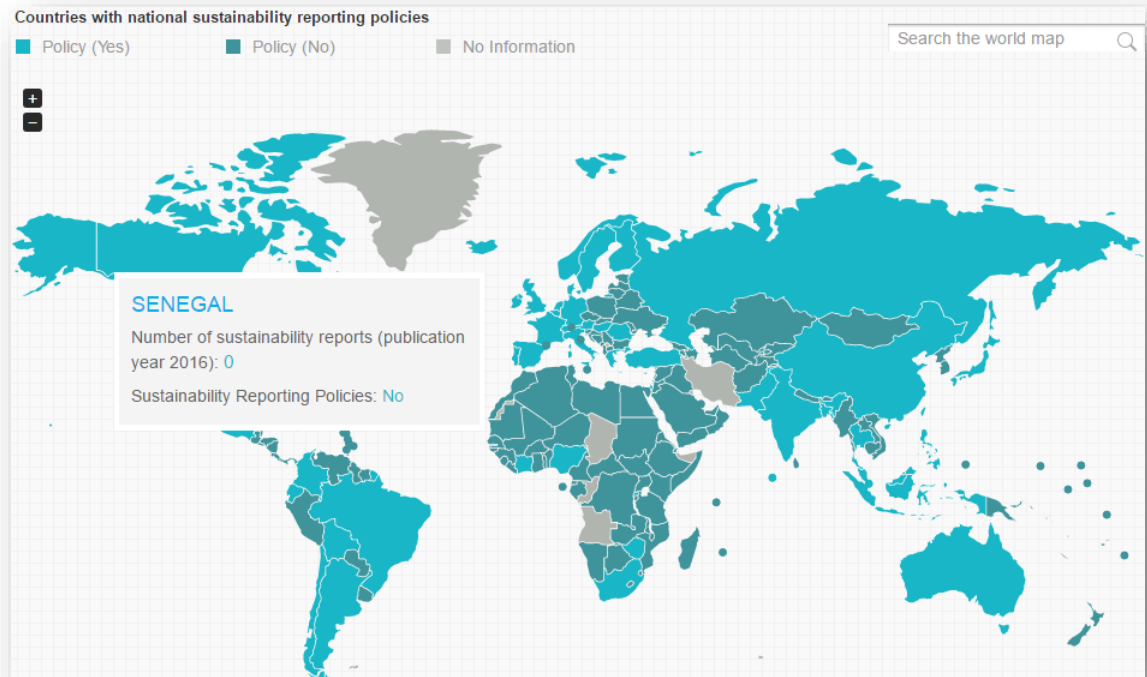 Countries with national sustainability reporting policies
Policy (Yes) Policy (No) No Information
Search the world map
+
−
SENEGAL
Number of sustainability reports (publication
year 2016): 0
Sustainability Reporting Policies: No